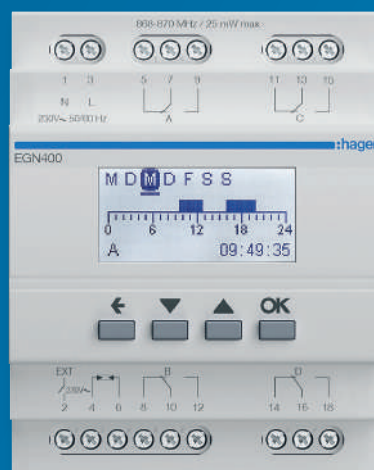 868-870 MHz / 25 mW max.
1 3 5 7 9 11 13 15
N L
230V~ 50/60 Hz A C
:hager
EGN400
M D M D F S S
0 6 12 18 24
A 09:49:35
← ▼ ▲ OK
EXT B D
230V~
2 4 6 8 10 12 14 16 18